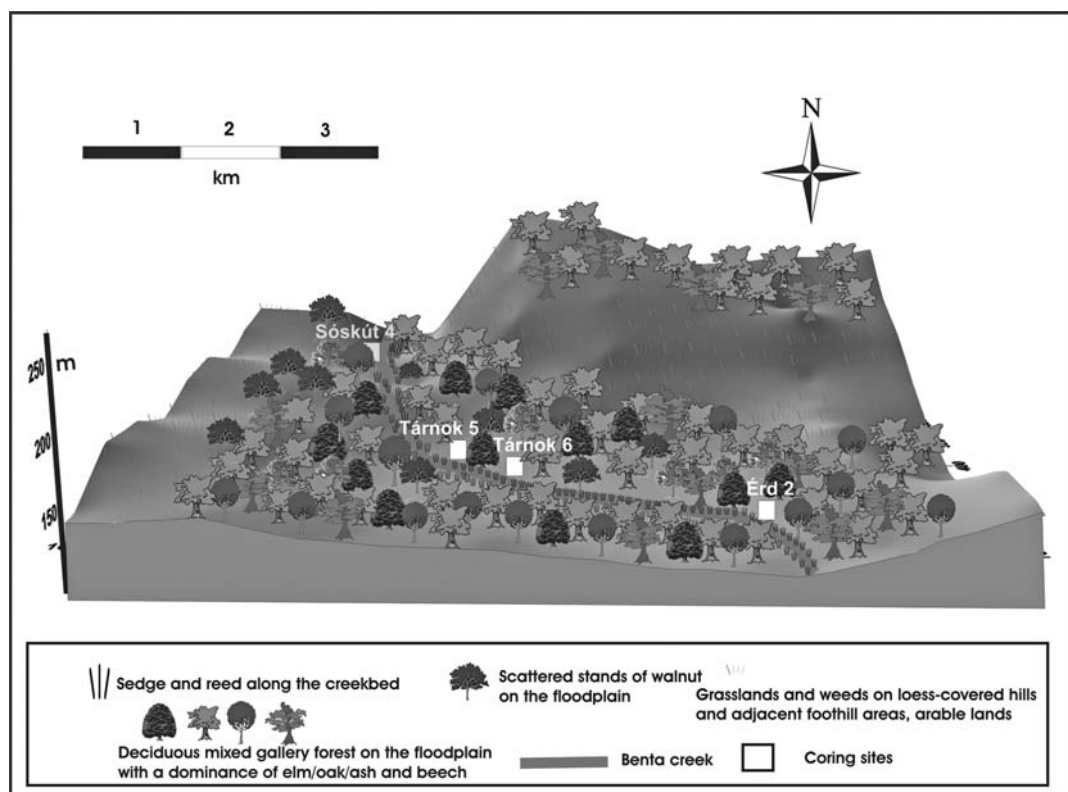 N
1 2 3
km
Sóskút 4
250 m
Tárnok 5
Tárnok 6
200
Érd 2
150
Sedge and reed along the creekbed
Scattered stands of walnut
on the floodplain
Grasslands and weeds on loess-covered hills
and adjacent foothill areas, arable lands
Deciduous mixed gallery forest on the floodplain
with a dominance of elm/oak/ash and beech
Benta creek
Coring sites